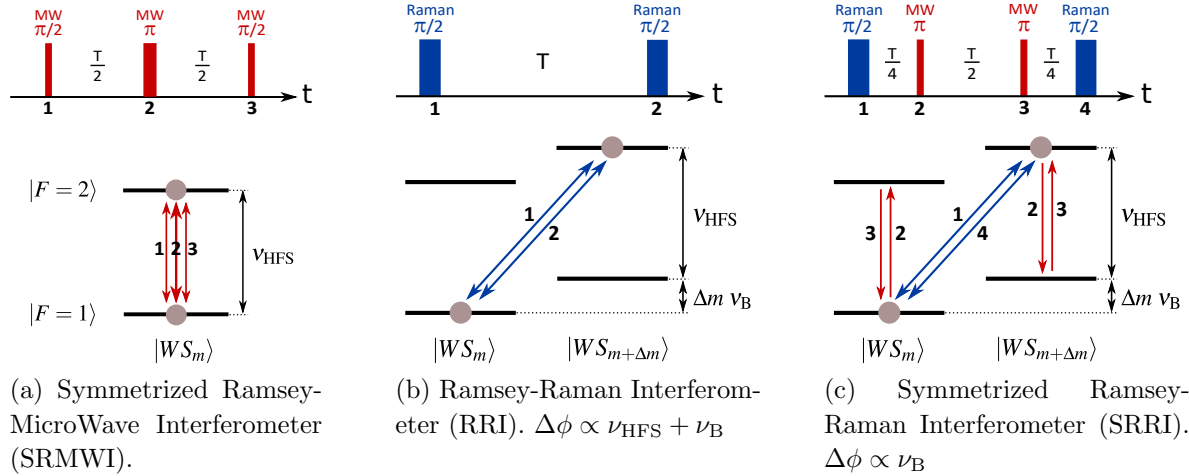 MW MW MW
π/2 π π/2
T/2 T/2
1 2 3 t
|F = 2⟩
1 2 3
ν_HFS
|F = 1⟩
|WS_m⟩
(a) Symmetrized Ramsey-
MicroWave Interferometer
(SRMWI).
Raman Raman
π/2 π/2
T
1 2 t
1
2
ν_HFS
Δm ν_B
|WS_m⟩ |WS_{m+Δm}⟩
(b) Ramsey-Raman Interferom-
eter (RRI). Δϕ ∝ ν_HFS + ν_B
Raman MW MW Raman
π/2 π π π/2
T/4 T/2 T/4
1 2 3 4 t
3 2 1 4 2 3
ν_HFS
Δm ν_B
|WS_m⟩ |WS_{m+Δm}⟩
(c) Symmetrized Ramsey-
Raman Interferometer (SRRI).
Δϕ ∝ ν_B